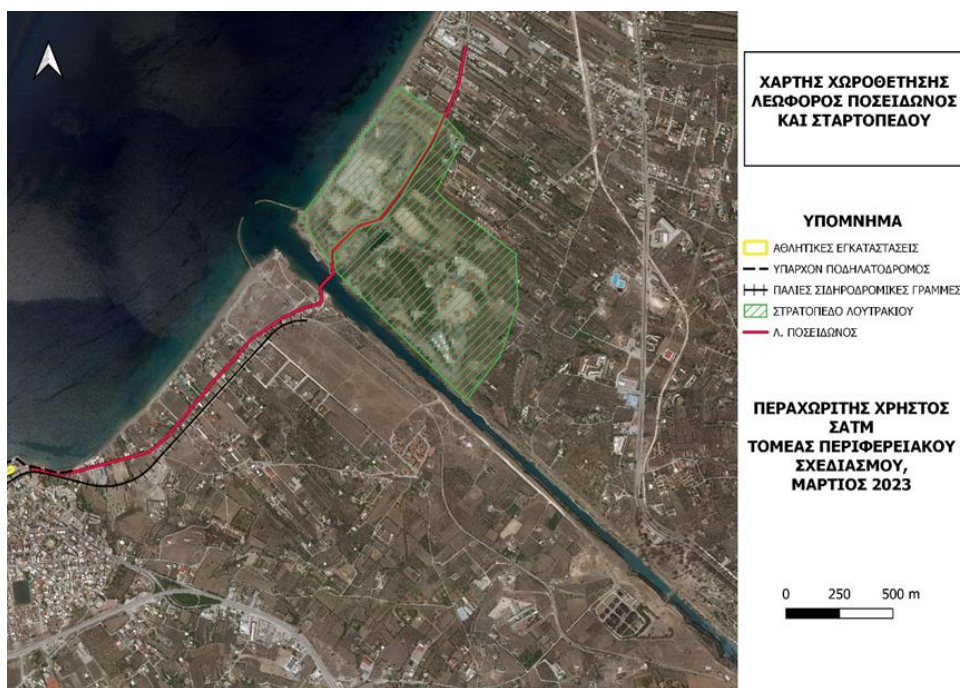 ΧΑΡΤΗΣ ΧΩΡΟΘΕΤΗΣΗΣ
ΛΕΩΦΟΡΟΣ ΠΟΣΕΙΔΩΝΟΣ
ΚΑΙ ΣΤΑΡΤΟΠΕΔΟΥ
ΥΠΟΜΝΗΜΑ
ΑΘΛΗΤΙΚΕΣ ΕΓΚΑΤΑΣΤΑΣΕΙΣ
ΥΠΑΡΧΟΝ ΠΟΔΗΛΑΤΟΔΡΟΜΟΣ
ΠΑΛΙΕΣ ΣΙΔΗΡΟΔΡΟΜΙΚΕΣ ΓΡΑΜΜΕΣ
ΣΤΡΑΤΟΠΕΔΟ ΛΟΥΤΡΑΚΙΟΥ
Λ. ΠΟΣΕΙΔΩΝΟΣ
ΠΕΡΑΧΩΡΙΤΗΣ ΧΡΗΣΤΟΣ
ΣΑΤΜ
ΤΟΜΕΑΣ ΠΕΡΙΦΕΡΕΙΑΚΟΥ
ΣΧΕΔΙΑΣΜΟΥ,
ΜΑΡΤΙΟΣ 2023
0 250 500 m